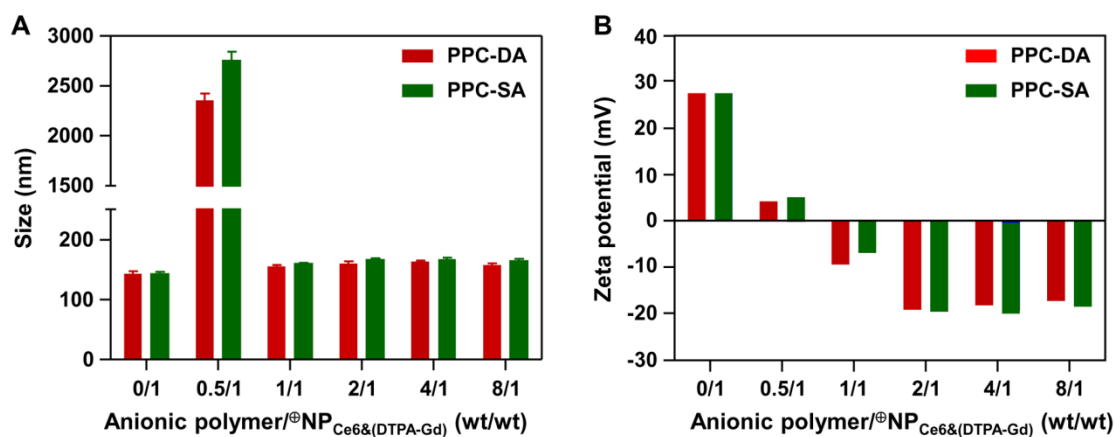 A
Size (nm)
3000
2500
2000
1500
200
100
0
PPC-DA
PPC-SA
0/1 0.5/1 1/1 2/1 4/1 8/1
Anionic polymer/⊕NPCe6&(DTPA-Gd) (wt/wt)
B
Zeta potential (mV)
40
30
20
10
0
-10
-20
-30
PPC-DA
PPC-SA
0/1 0.5/1 1/1 2/1 4/1 8/1
Anionic polymer/⊕NPCe6&(DTPA-Gd) (wt/wt)